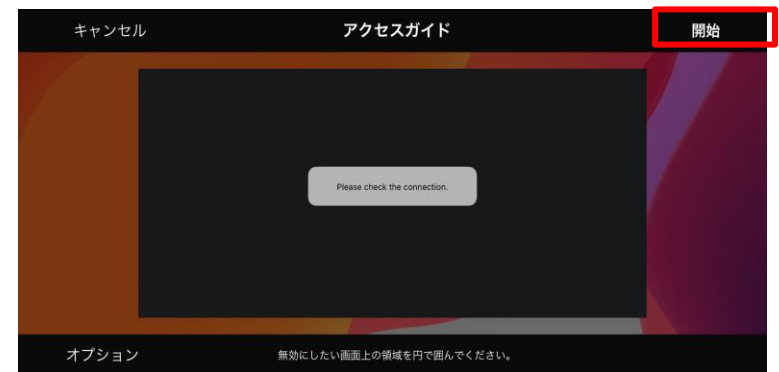 キャンセル
アクセスガイド
開始
Please check the connection.
オプション
無効にしたい画面上の領域を円で囲んでください。